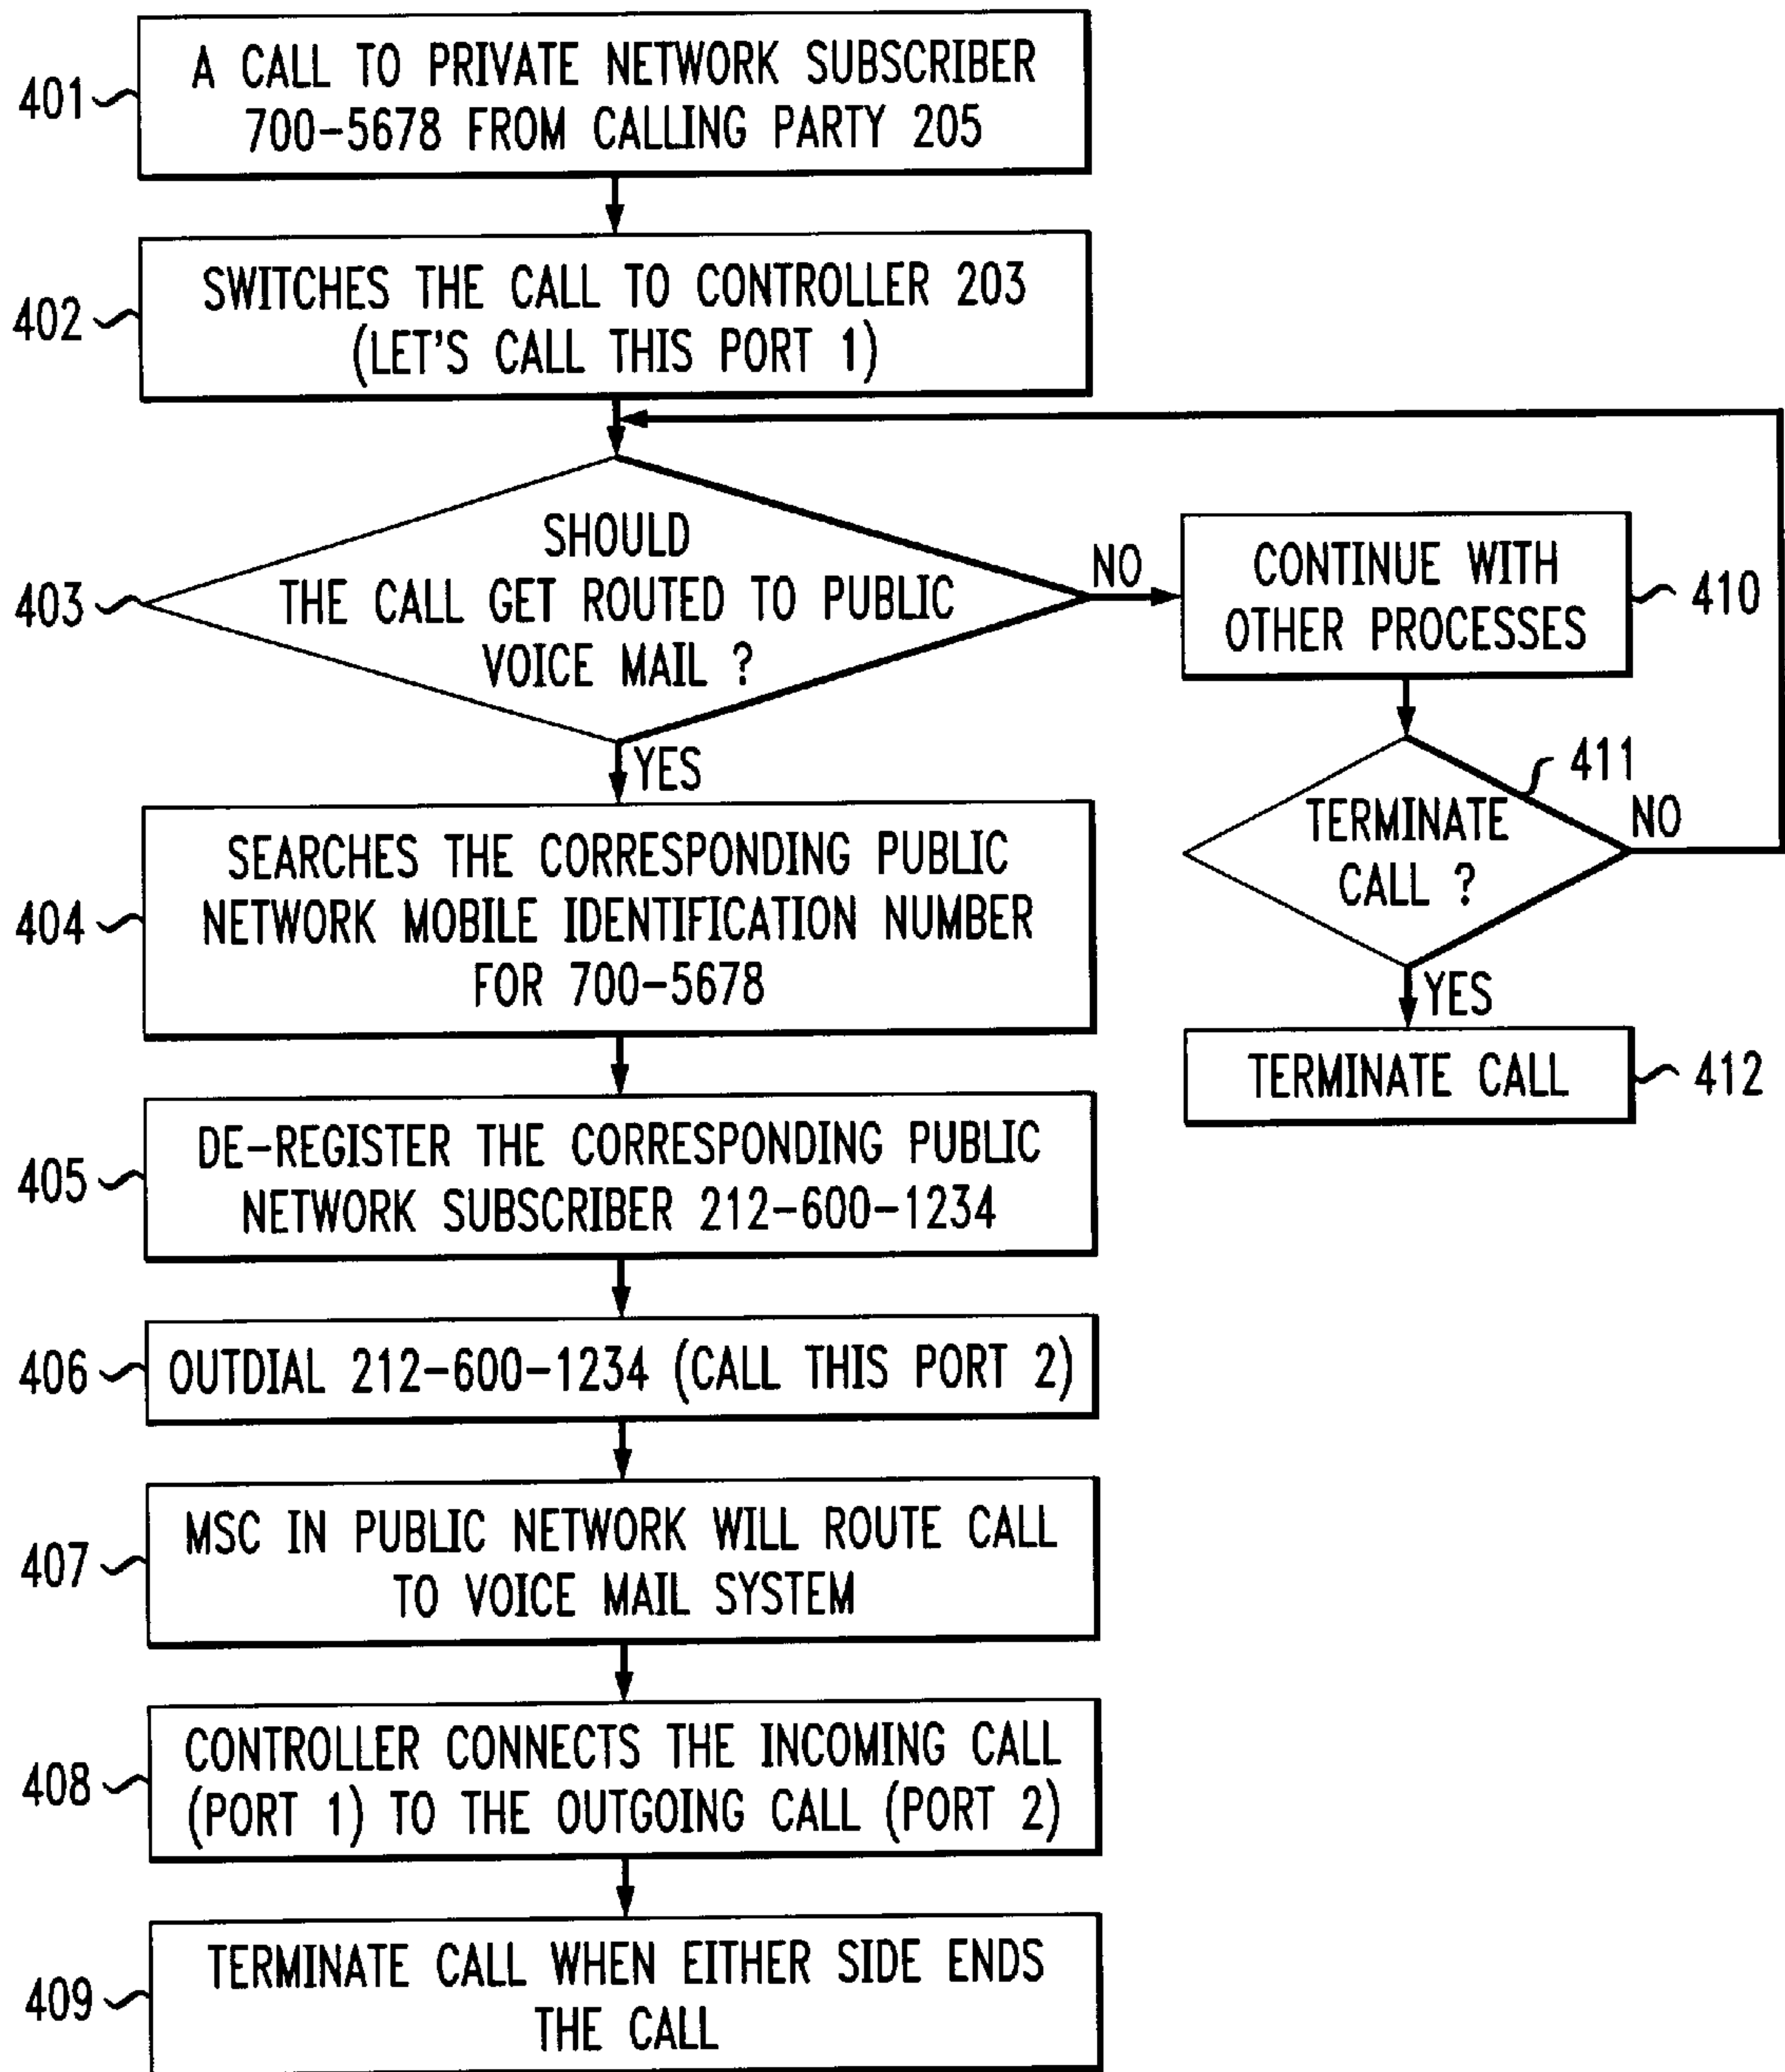 401
A CALL TO PRIVATE NETWORK SUBSCRIBER
700-5678 FROM CALLING PARTY 205
402
SWITCHES THE CALL TO CONTROLLER 203
(LET'S CALL THIS PORT 1)
403
SHOULD
THE CALL GET ROUTED TO PUBLIC
VOICE MAIL ?
NO
CONTINUE WITH
OTHER PROCESSES
410
411
TERMINATE
CALL ?
NO
YES
TERMINATE CALL
412
YES
404
SEARCHES THE CORRESPONDING PUBLIC
NETWORK MOBILE IDENTIFICATION NUMBER
FOR 700-5678
405
DE-REGISTER THE CORRESPONDING PUBLIC
NETWORK SUBSCRIBER 212-600-1234
406
OUTDIAL 212-600-1234 (CALL THIS PORT 2)
407
MSC IN PUBLIC NETWORK WILL ROUTE CALL
TO VOICE MAIL SYSTEM
408
CONTROLLER CONNECTS THE INCOMING CALL
(PORT 1) TO THE OUTGOING CALL (PORT 2)
409
TERMINATE CALL WHEN EITHER SIDE ENDS
THE CALL